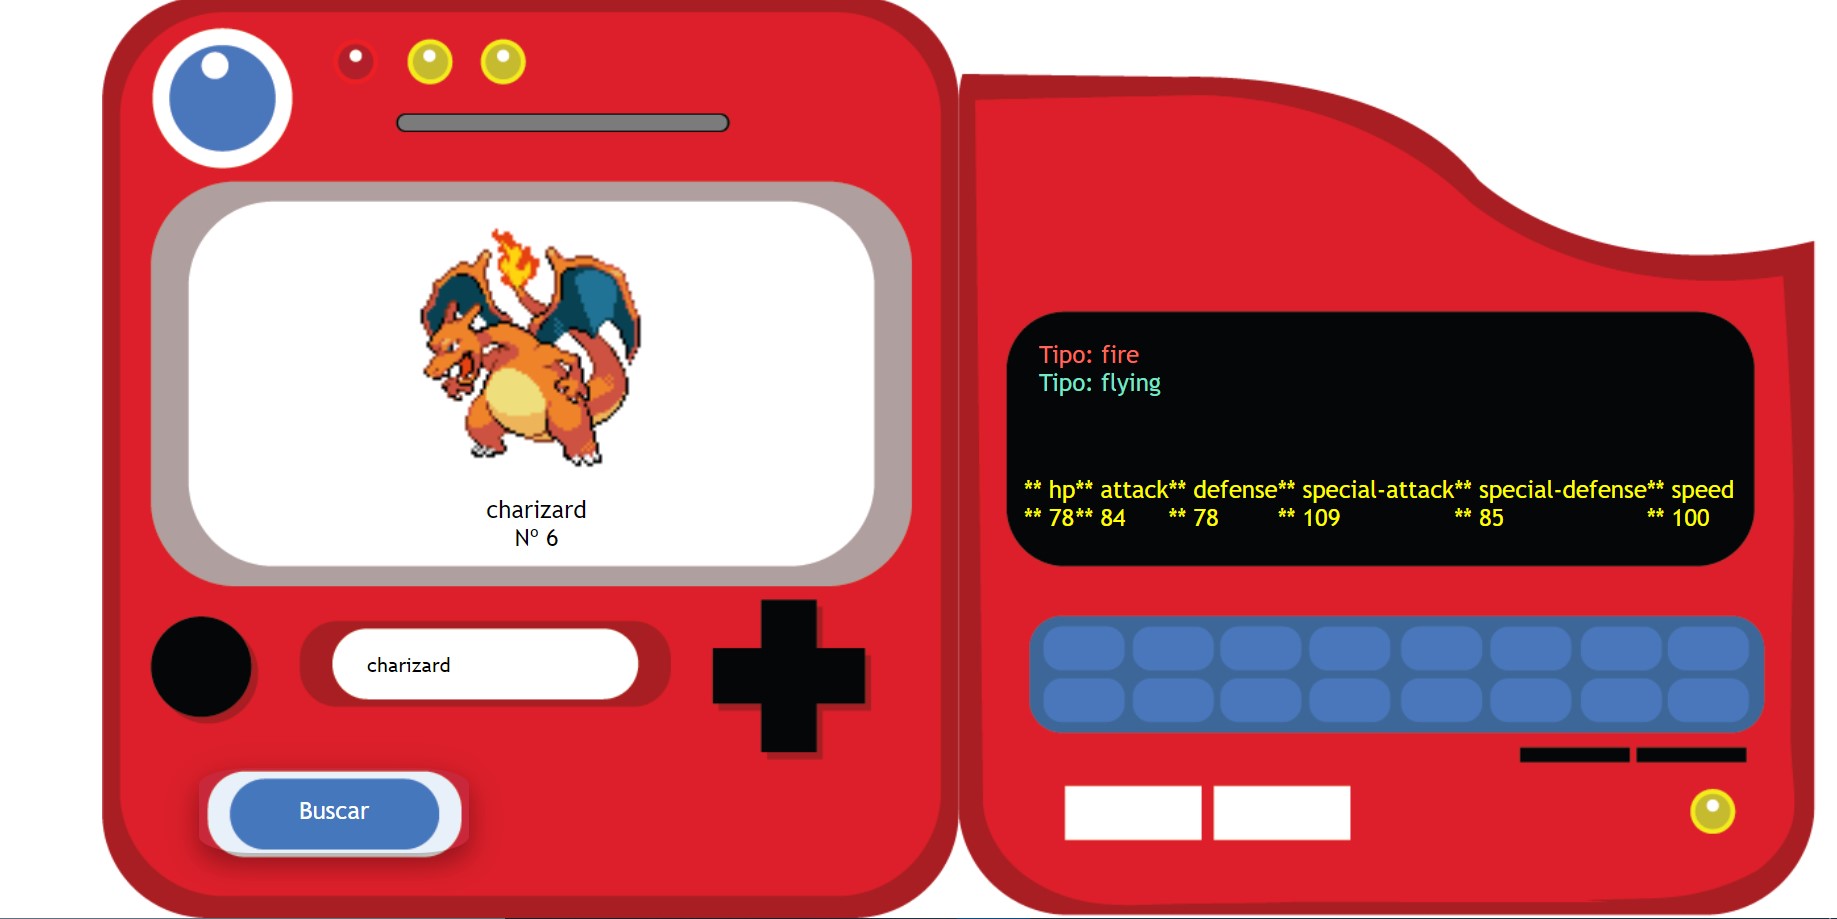 charizard
Nº 6
charizard
Buscar
Tipo: fire
Tipo: flying
** hp** attack** defense** special-attack** special-defense** speed
** 78** 84 ** 78 ** 109 ** 85 ** 100